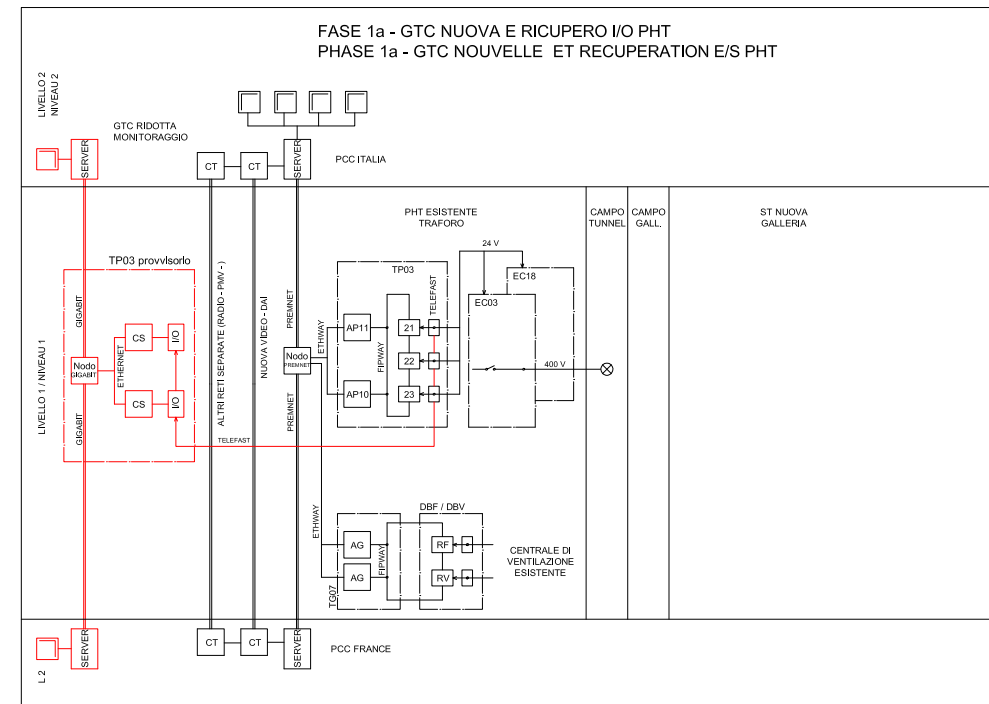 FASE 1a - GTC NUOVA E RICUPERO I/O PHT
PHASE 1a - GTC NOUVELLE ET RECUPERATION E/S PHT
LIVELLO 2
NIVEAU 2
GTC RIDOTTA
MONITORAGGIO
SERVER
CT
CT
SERVER
PCC ITALIA
PHT ESISTENTE
TRAFORO
CAMPO
TUNNEL
CAMPO
GALL.
ST NUOVA
GALLERIA
LIVELLO 1 / NIVEAU 1
TP03 provvisorio
GIGABIT
Nodo
GIGABIT
GIGABIT
ETHERNET
CS
I/O
CS
I/O
TELEFAST
ALTRI RETI SEPARATE (RADIO - PMV - )
NUOVA VIDEO - DAI
PREMNET
Nodo
PREMNET
PREMNET
ETHWAY
TP03
AP11
AP10
FIPWAY
21
22
23
TELEFAST
24 V
EC18
EC03
400 V
ETHWAY
TG07
AG
AG
FIPWAY
DBF / DBV
RF
RV
CENTRALE DI
VENTILAZIONE
ESISTENTE
L 2
SERVER
CT
CT
SERVER
PCC FRANCE